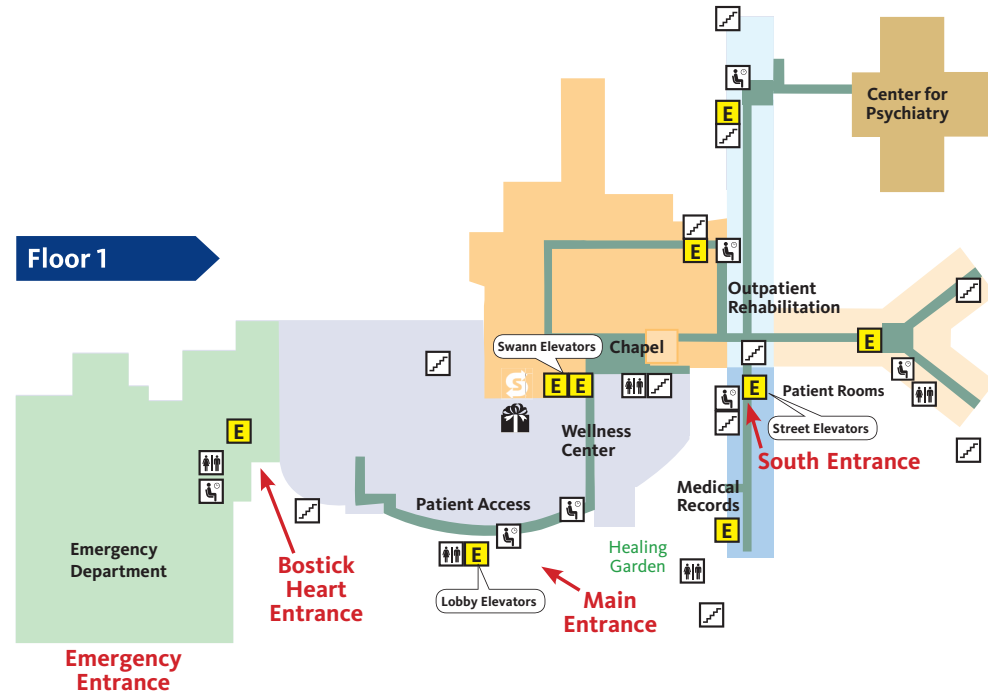 Center for
Psychiatry
E
E
Floor 1
Outpatient
Rehabilitation
Swann Elevators
Chapel
E
S
E
E
E
Patient Rooms
Street Elevators
E
Wellness
Center
South Entrance
Medical
Records
Patient Access
E
Emergency
Department
Healing
Garden
E
Lobby Elevators
Bostick
Heart
Entrance
Main
Entrance
Emergency
Entrance